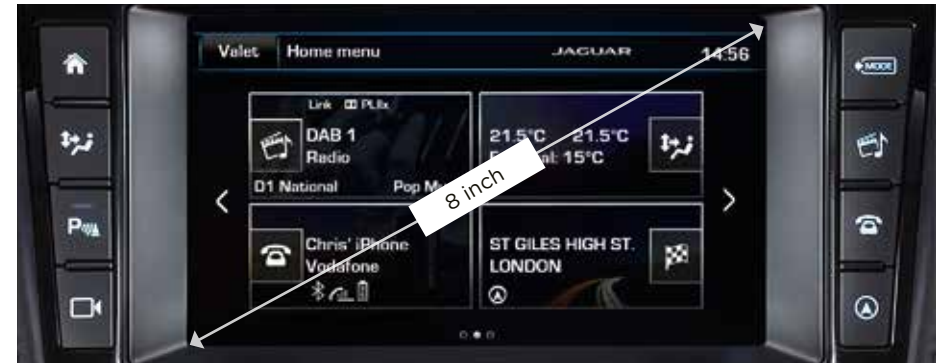 Valet Home menu JAGUAR 14:56
Link PLIIx
DAB 1
Radio
D1 National Pop
21.5°C 21.5°C
15°C
8 inch
Chris' iPhone
Vodafone
ST GILES HIGH ST.
LONDON
MODE
P